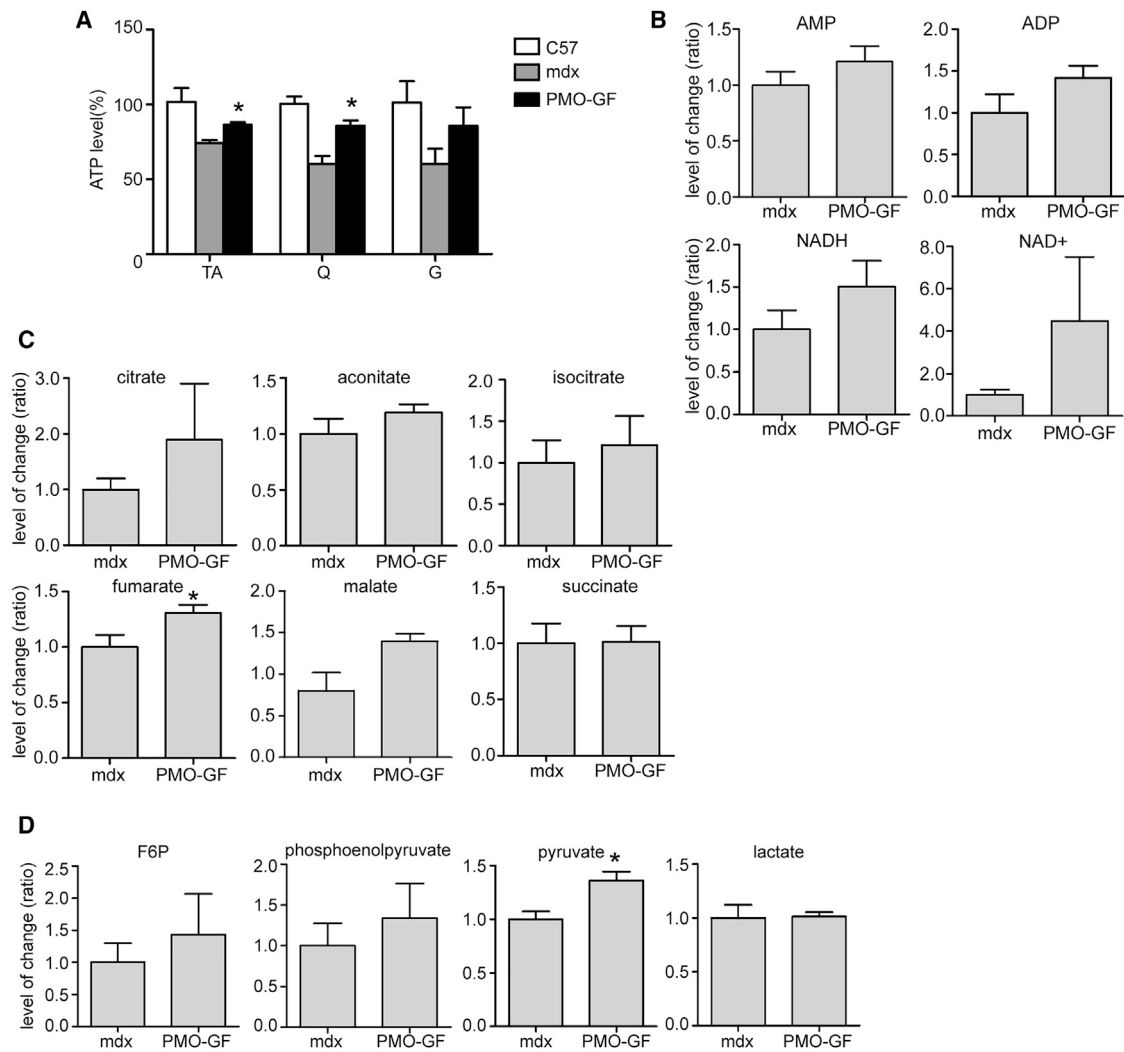 A
150
100
50
0
ATP level(%)
TA
Q
G
*
*
C57
mdx
PMO-GF
B
AMP
level of change (ratio)
1.5
1.0
0.5
0.0
mdx
PMO-GF
ADP
2.0
1.5
1.0
0.5
0.0
mdx
PMO-GF
NADH
level of change (ratio)
2.0
1.5
1.0
0.5
0.0
mdx
PMO-GF
NAD+
8.0
6.0
4.0
2.0
0.0
mdx
PMO-GF
C
citrate
level of change (ratio)
3.0
2.0
1.0
0.0
mdx
PMO-GF
aconitate
1.5
1.0
0.5
0.0
mdx
PMO-GF
isocitrate
2.0
1.5
1.0
0.5
0.0
mdx
PMO-GF
fumarate
*
level of change (ratio)
1.5
1.0
0.5
0.0
mdx
PMO-GF
malate
2.0
1.5
1.0
0.5
0.0
mdx
PMO-GF
succinate
1.5
1.0
0.5
0.0
mdx
PMO-GF
D
F6P
level of change (ratio)
2.5
2.0
1.5
1.0
0.5
0.0
mdx
PMO-GF
phosphoenolpyruvate
2.0
1.5
1.0
0.5
0.0
mdx
PMO-GF
pyruvate
*
1.5
1.0
0.5
0.0
mdx
PMO-GF
lactate
1.5
1.0
0.5
0.0
mdx
PMO-GF